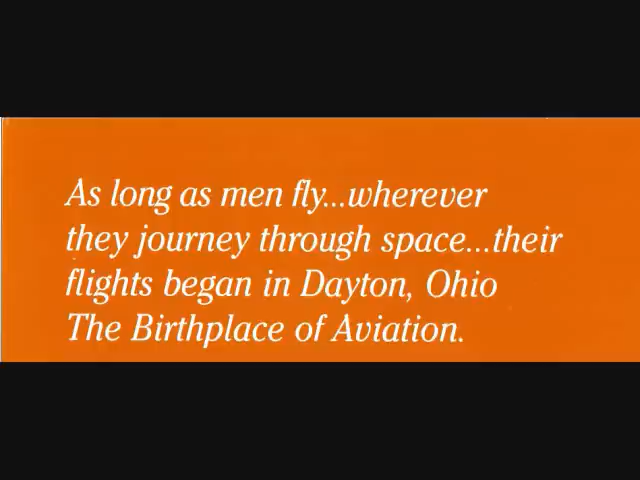 As long as men fly...wherever
they journey through space...their
flights began in Dayton, Ohio
The Birthplace of Aviation.